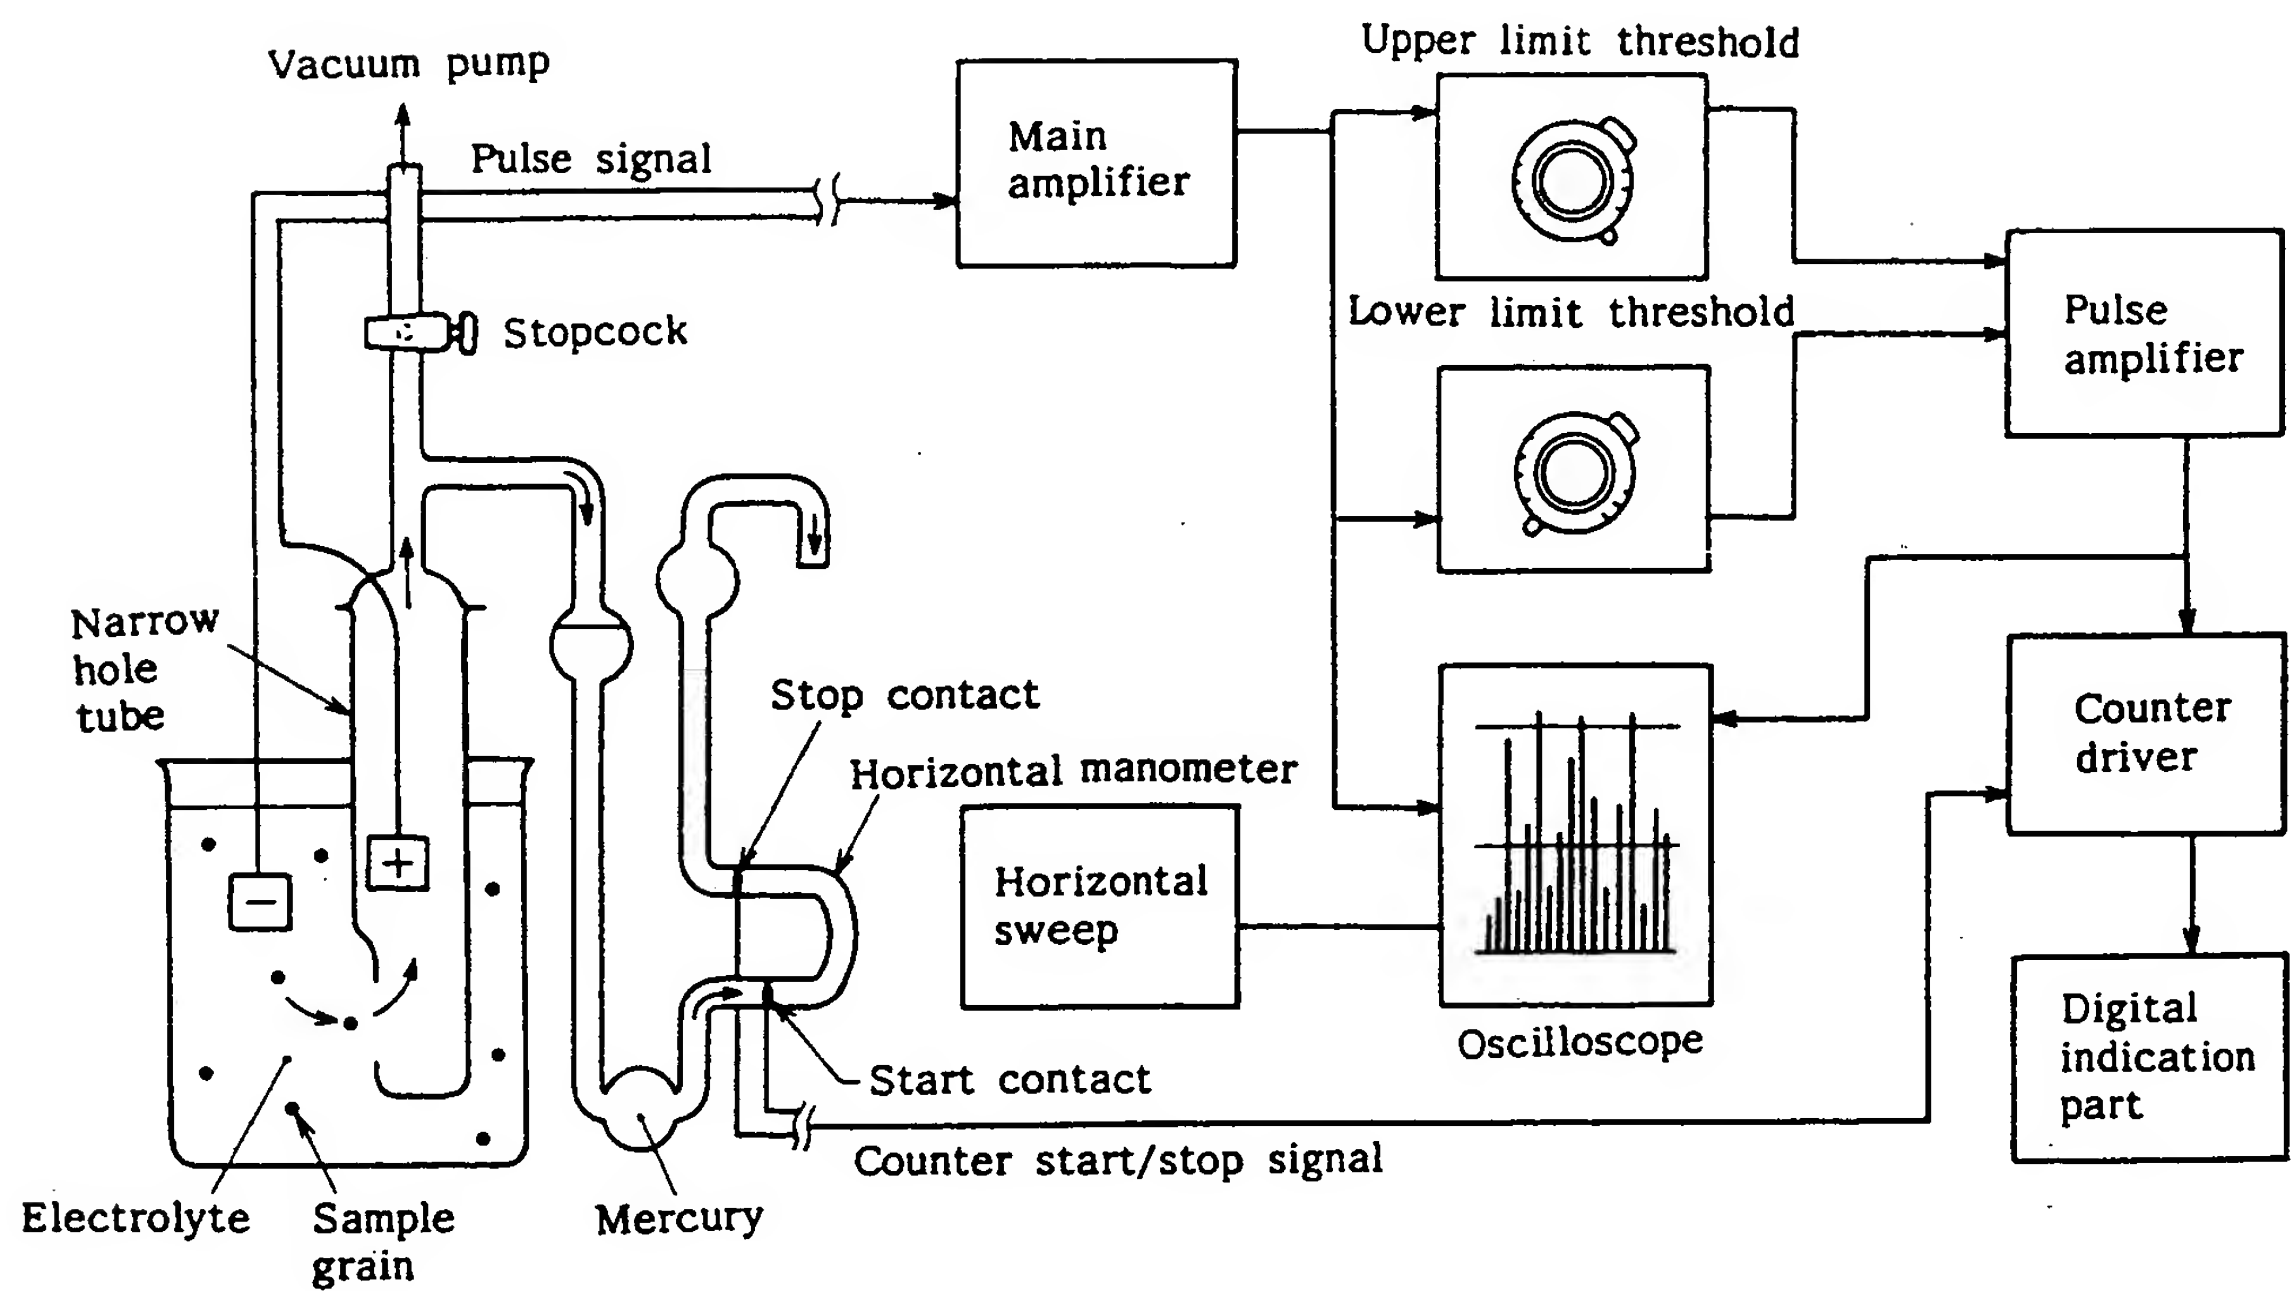 Upper limit threshold
Vacuum pump
Pulse signal
Main
amplifier
Lower limit threshold
Stopcock
Pulse
amplifier
Narrow
hole
tube
Stop contact
Horizontal manometer
Counter
driver
+
−
Horizontal
sweep
Digital
indication
part
Oscilloscope
Start contact
Counter start/stop signal
Electrolyte
Sample
grain
Mercury